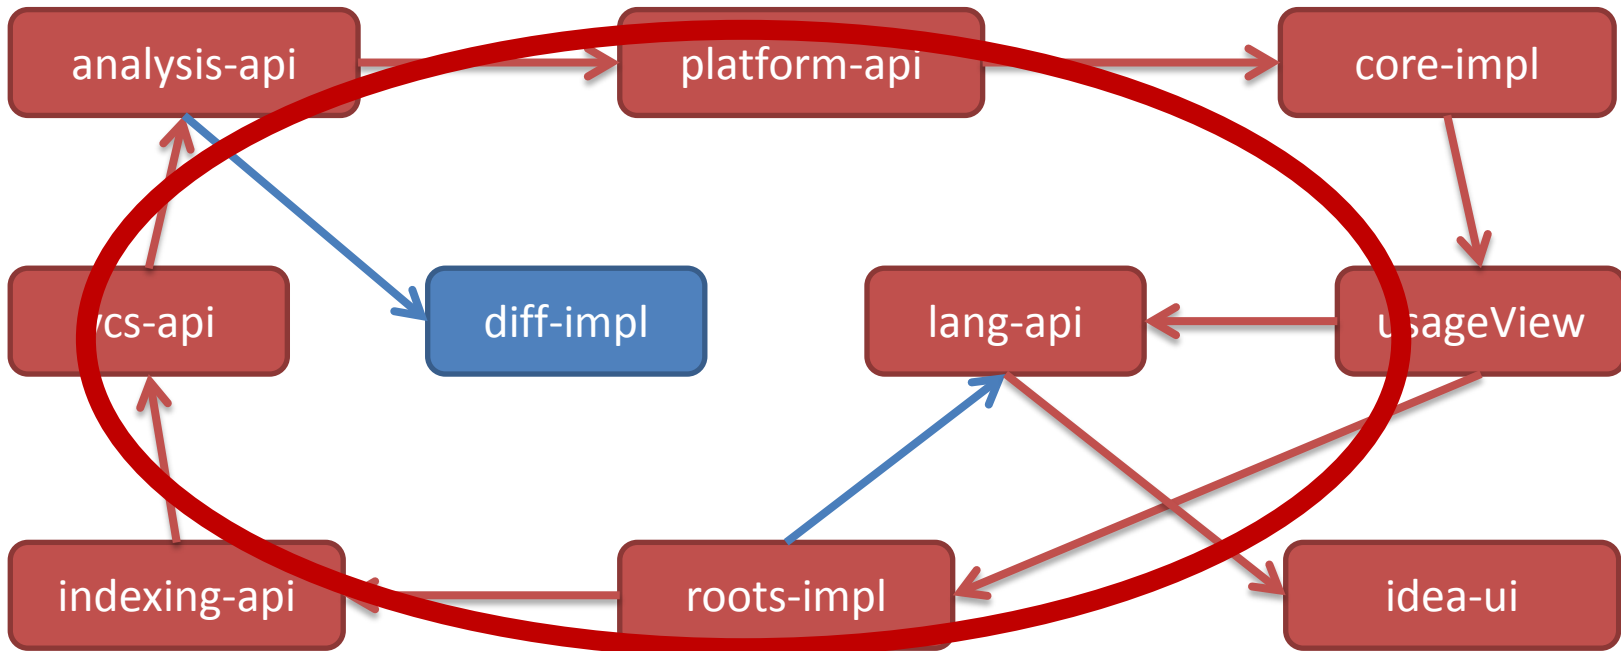 analysis-api
platform-api
core-impl
vcs-api
diff-impl
lang-api
usageView
indexing-api
roots-impl
idea-ui